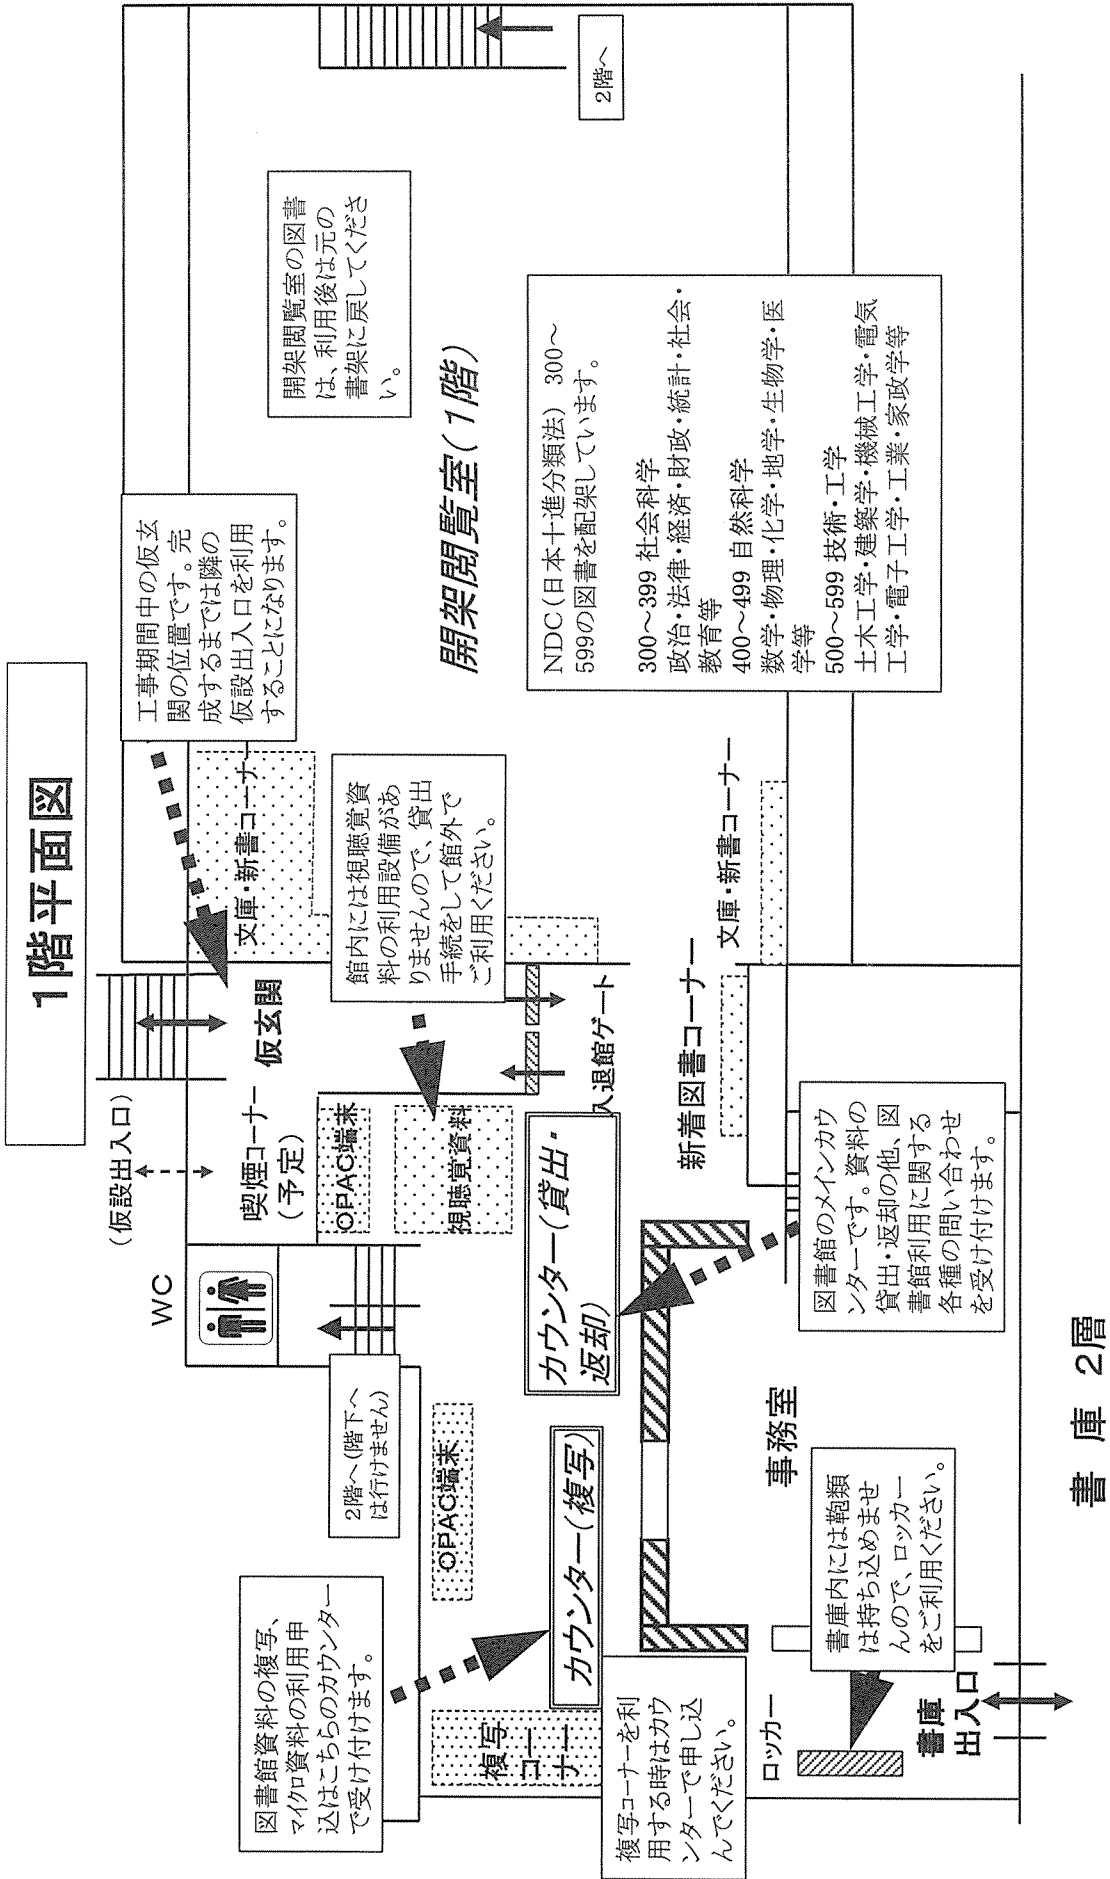 1階平面図
工事期間中の仮玄
関の位置です。完
成するまでは隣の
仮設出入口を利用
することになります。
(仮設出入口)
WC
喫煙コーナー
(予定)
仮玄関
文庫・新書コーナー
開架閲覧室の図書
は、利用後は元の
書架に戻してくださ
い。
2階へ
図書館資料の複写、
マイクロ資料の利用申
込はこちらのカウンター
で受け付けます。
2階へ(階下へ
は行けません)
OPAC端末
視聴覚資料
館内には視聴覚資
料の利用設備があ
りませんので、貸出
手続をして館外で
ご利用ください。
開架閲覧室(1階)
OPAC端末
複写
コー
ナー
カウンター(複写)
カウンター(貸出・
返却)
入退館ゲート
NDC(日本十進分類法) 300~
599の図書を配架しています。
300~399 社会科学
政治・法律・経済・財政・統計・社会・
教育等
400~499 自然科学
数学・物理・化学・地学・生物学・医
学等
500~599 技術・工学
土木工学・建築学・機械工学・電気
工学・電子工学・工業・家政学等
複写コーナーを利
用する時はカウ
ンターで申し込
んでください。
新着図書コーナー
文庫・新書コーナー
ロッカー
事務室
書庫内には鞄類
は持ち込めませ
んので、ロッカー
をご利用ください。
図書館のメインカウ
ンターです。資料の
貸出・返却の他、図
書館利用に関する
各種の問い合わせ
を受け付けます。
書庫
出入口
書 庫 2層